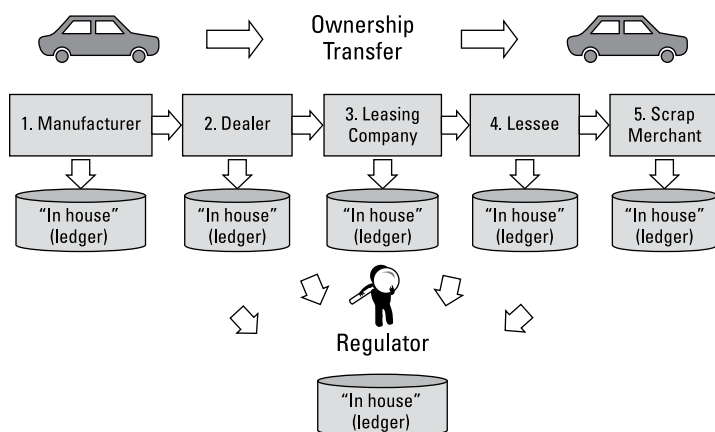 Ownership
Transfer
1. Manufacturer
2. Dealer
3. Leasing
Company
4. Lessee
5. Scrap
Merchant
“In house”
(ledger)
“In house”
(ledger)
“In house”
(ledger)
“In house”
(ledger)
“In house”
(ledger)
Regulator
“In house”
(ledger)